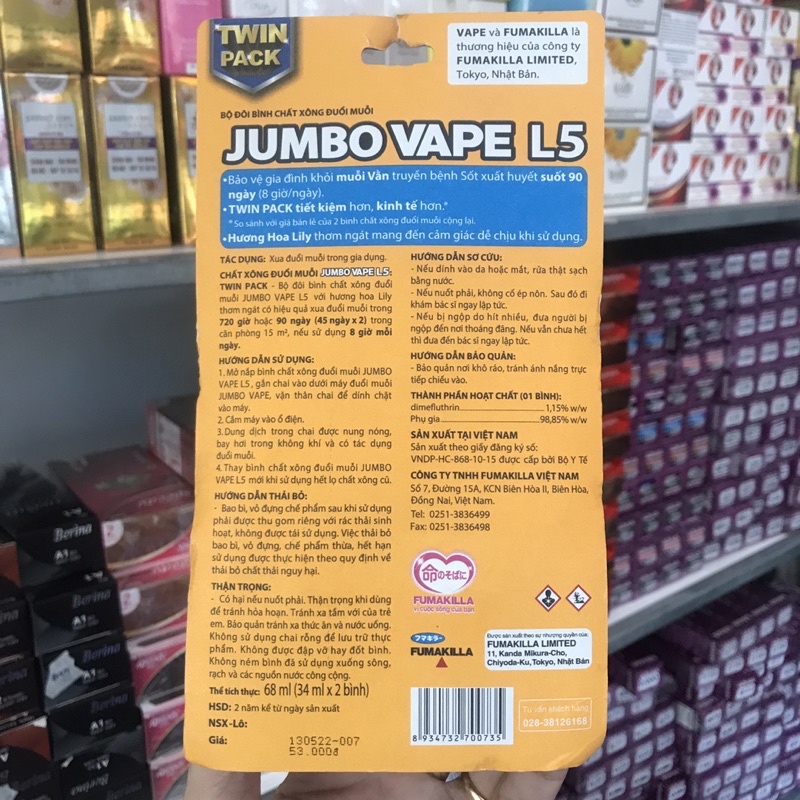 TWIN
PACK
VAPE và FUMAKILLA là
thương hiệu của công ty
FUMAKILLA LIMITED,
Tokyo, Nhật Bản.
BỘ ĐÔI BÌNH CHẤT XÔNG ĐUỔI MUỖI
JUMBO VAPE L5
•Bảo vệ gia đình khỏi muỗi Vằn truyền bệnh Sốt xuất huyết suốt 90
ngày (8 giờ/ngày).
•TWIN PACK tiết kiệm hơn, kinh tế hơn.*
*So sánh với giá bán lẻ của 2 bình chất xông đuổi muỗi cộng lại.
•Hương Hoa Lily thơm ngát mang đến cảm giác dễ chịu khi sử dụng.
TÁC DỤNG: Xua đuổi muỗi trong gia dụng.
CHẤT XÔNG ĐUỔI MUỖI JUMBO VAPE L5:
TWIN PACK - Bộ đôi bình chất xông đuổi
muỗi JUMBO VAPE L5 với hương hoa Lily
thơm ngát có hiệu quả xua đuổi muỗi trong
720 giờ hoặc 90 ngày (45 ngày x 2) trong
căn phòng 15 m², nếu sử dụng 8 giờ mỗi
ngày.
HƯỚNG DẪN SỬ DỤNG:
1. Mở nắp bình chất xông đuổi muỗi JUMBO
VAPE L5, gắn chai vào dưới máy đuổi muỗi
JUMBO VAPE, vặn thân chai để dính chặt
vào máy.
2. Cắm máy vào ổ điện.
3. Dung dịch trong chai được nung nóng,
bay hơi trong không khí và có tác dụng
đuổi muỗi.
4. Thay bình chất xông đuổi muỗi JUMBO
VAPE L5 mới khi sử dụng hết lọ chất xông cũ.
HƯỚNG DẪN THẢI BỎ:
- Bao bì, vỏ đựng chế phẩm sau khi sử dụng
phải được thu gom riêng với rác thải sinh
hoạt, không được tái sử dụng. Việc thải bỏ
bao bì, vỏ đựng, chế phẩm thừa, hết hạn
sử dụng được thực hiện theo quy định về
thải bỏ chất thải nguy hại.
THẬN TRỌNG:
- Có hại nếu nuốt phải. Thận trọng khi dùng
để tránh hỏa hoạn. Tránh xa tầm với của trẻ
em. Bảo quản tránh xa thức ăn và nước uống.
Không sử dụng chai rỗng để lưu trữ thực
phẩm. Không được đập vỡ hay đốt bình.
Không ném bình đã sử dụng xuống sông,
rạch và các nguồn nước công cộng.
Thể tích thực: 68 ml (34 ml x 2 bình)
HSD: 2 năm kể từ ngày sản xuất
NSX-Lô:
130522-007
Giá:
53.000đ
HƯỚNG DẪN SƠ CỨU:
- Nếu dính vào da hoặc mắt, rửa thật sạch
bằng nước.
- Nếu nuốt phải, không cố ép nôn. Sau đó đi
khám bác sĩ ngay lập tức.
- Nếu bị ngộp do hít nhiều, đưa người bị
ngộp đến nơi thoáng đãng. Nếu vẫn chưa hết
thì đưa đến bác sĩ ngay lập tức.
HƯỚNG DẪN BẢO QUẢN:
- Bảo quản nơi khô ráo, tránh ánh nắng trực
tiếp chiếu vào.
THÀNH PHẦN HOẠT CHẤT (01 BÌNH):
dimefluthrin 1,15% w/w
Phụ gia 98,85% w/w
SẢN XUẤT TẠI VIỆT NAM
Sản xuất theo giấy đăng ký số:
VNDP-HC-868-10-15 được cấp bởi Bộ Y Tế
CÔNG TY TNHH FUMAKILLA VIỆT NAM
Số 7, Đường 15A, KCN Biên Hòa II, Biên Hòa,
Đồng Nai, Việt Nam.
Tel: 0251-3836499
Fax: 0251-3836498
命のそばに
FUMAKILLA
vì cuộc sống của bạn
フマキラー
FUMAKILLA
Được sản xuất theo sự nhượng quyền của:
FUMAKILLA LIMITED
11, Kanda Mikura-Cho,
Chiyoda-Ku, Tokyo, Nhật Bản
8 934732 700735
Tư vấn khách hàng
028-38126168
Berina
A3
Berina
A3
Berina